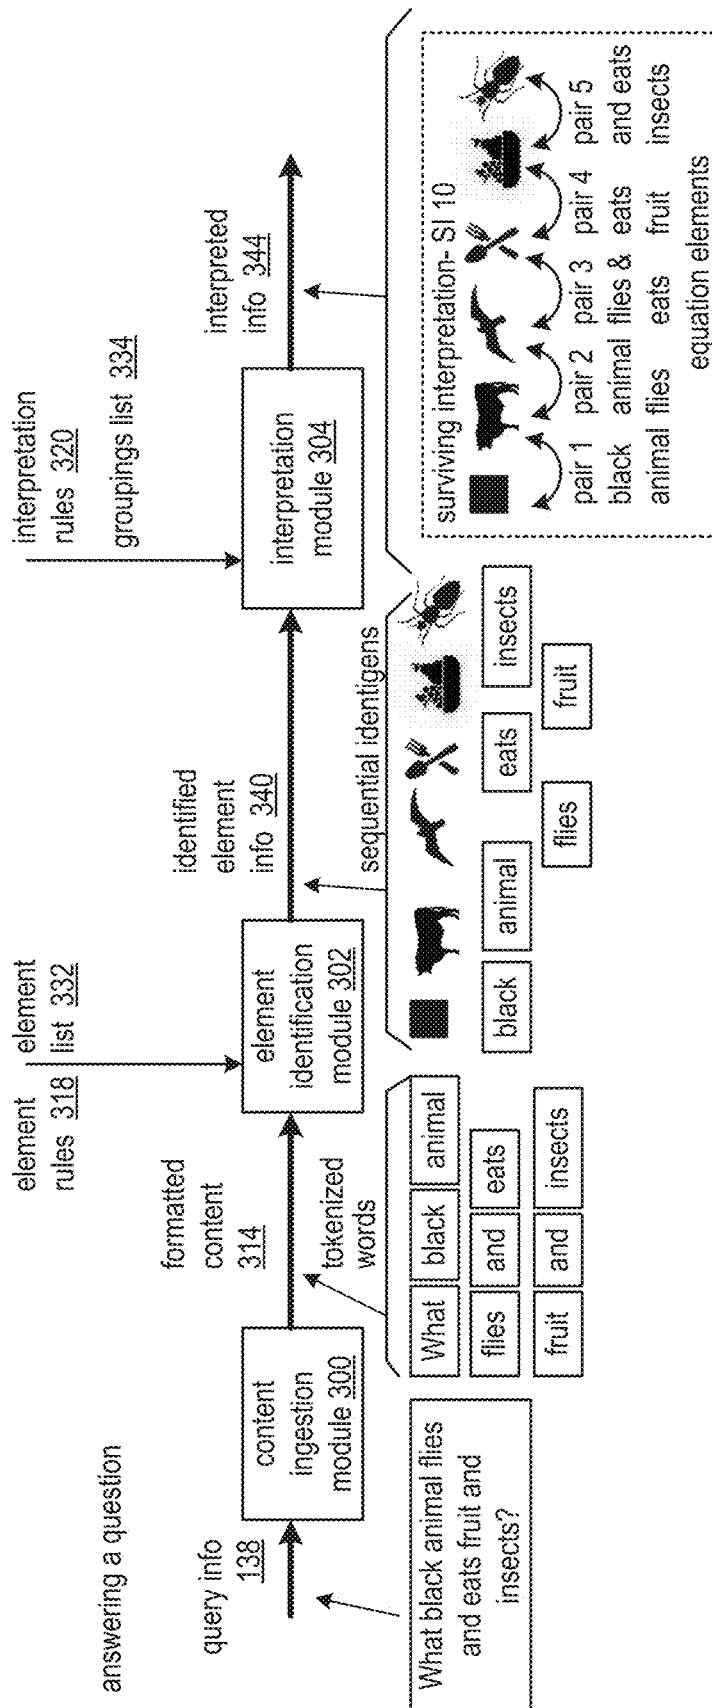 answering a question
query info
138
What black animal flies
and eats fruit and
insects?
content
ingestion
module 300
formatted
content
314
tokenized
words
What black animal
flies and eats
fruit and insects
element
rules 318
element
list 332
element
identification
module 302
identified
element
info 340
sequential identigens
black animal eats insects
flies fruit
interpretation
rules 320
groupings list 334
interpretation
module 304
interpreted
info 344
surviving interpretation- SI 10
pair 1 pair 2 pair 3 pair 4 pair 5
black animal flies & eats and eats
animal flies eats fruit insects
equation elements